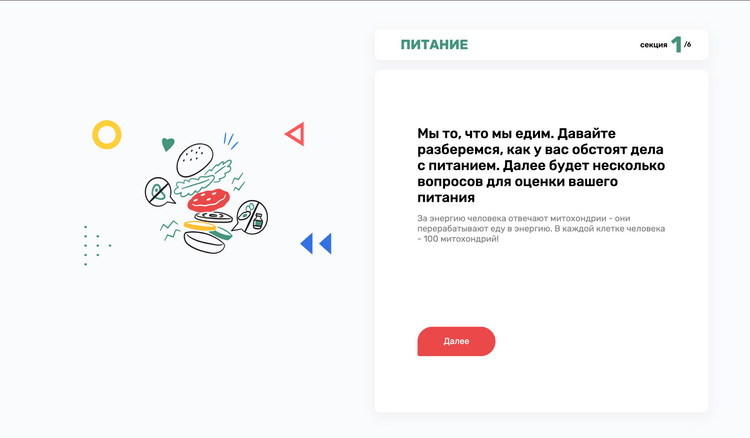 ПИТАНИЕ
секция 1 /6
Мы то, что мы едим. Давайте
разберемся, как у вас обстоят дела
с питанием. Далее будет несколько
вопросов для оценки вашего
питания
За энергию человека отвечают митохондрии - они
перерабатывают еду в энергию. В каждой клетке человека
- 100 митохондрий!
Далее